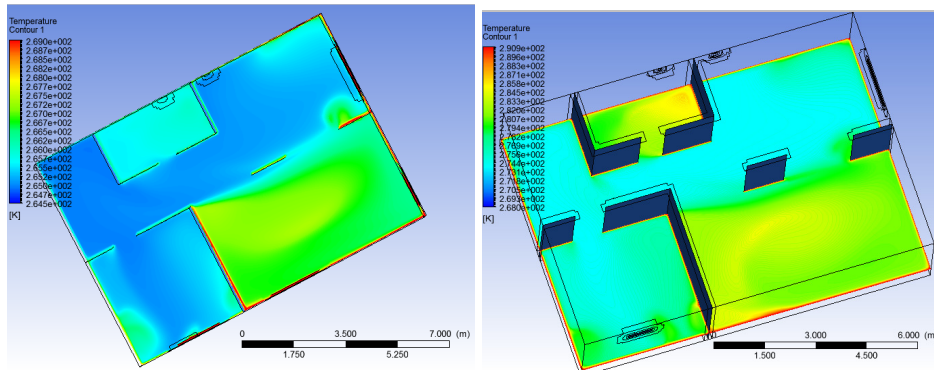 Temperature
Contour 1
2.690e+002
2.687e+002
2.685e+002
2.682e+002
2.680e+002
2.677e+002
2.675e+002
2.672e+002
2.670e+002
2.667e+002
2.665e+002
2.662e+002
2.660e+002
2.657e+002
2.655e+002
2.652e+002
2.650e+002
2.647e+002
2.645e+002
[K]
0 3.500 7.000 (m)
1.750 5.250
Temperature
Contour 1
2.909e+002
2.896e+002
2.884e+002
2.871e+002
2.858e+002
2.845e+002
2.833e+002
2.820e+002
2.807e+002
2.794e+002
2.782e+002
2.769e+002
2.756e+002
2.744e+002
2.731e+002
2.718e+002
2.705e+002
2.693e+002
2.680e+002
[K]
0 3.000 6.000 (m)
1.500 4.500